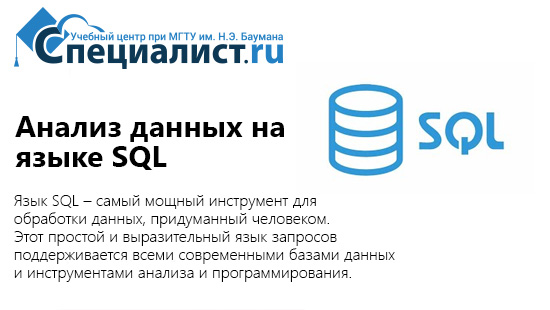 Учебный центр при МГТУ им. Н.Э. Баумана
Специалист.ru
SQL
Анализ данных на
языке SQL
Язык SQL – самый мощный инструмент для
обработки данных, придуманный человеком.
Этот простой и выразительный язык запросов
поддерживается всеми современными базами данных
и инструментами анализа и программирования.